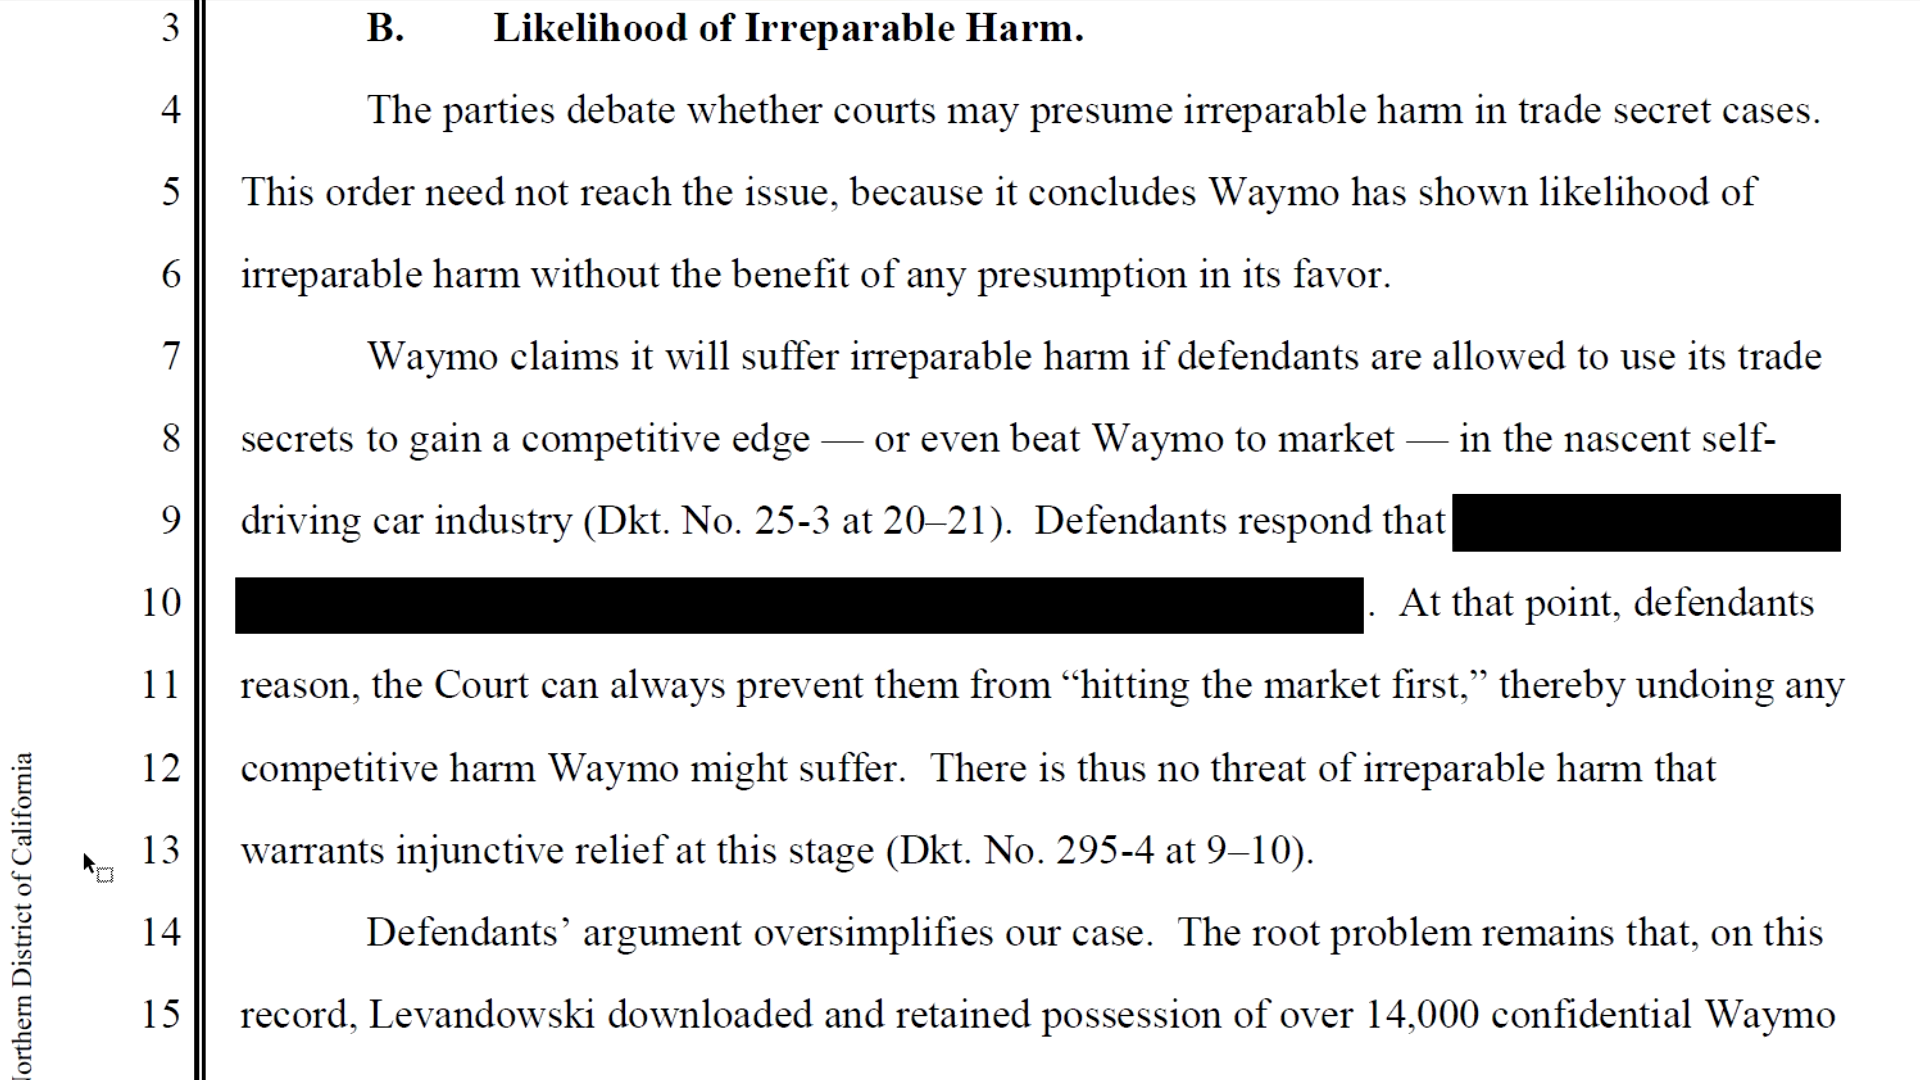 3 B. Likelihood of Irreparable Harm.
4 The parties debate whether courts may presume irreparable harm in trade secret cases.
5 This order need not reach the issue, because it concludes Waymo has shown likelihood of
6 irreparable harm without the benefit of any presumption in its favor.
7 Waymo claims it will suffer irreparable harm if defendants are allowed to use its trade
8 secrets to gain a competitive edge — or even beat Waymo to market — in the nascent self-
9 driving car industry (Dkt. No. 25-3 at 20–21). Defendants respond that
10 . At that point, defendants
11 reason, the Court can always prevent them from “hitting the market first,” thereby undoing any
12 competitive harm Waymo might suffer. There is thus no threat of irreparable harm that
13 warrants injunctive relief at this stage (Dkt. No. 295-4 at 9–10).
14 Defendants’ argument oversimplifies our case. The root problem remains that, on this
15 record, Levandowski downloaded and retained possession of over 14,000 confidential Waymo
District of California